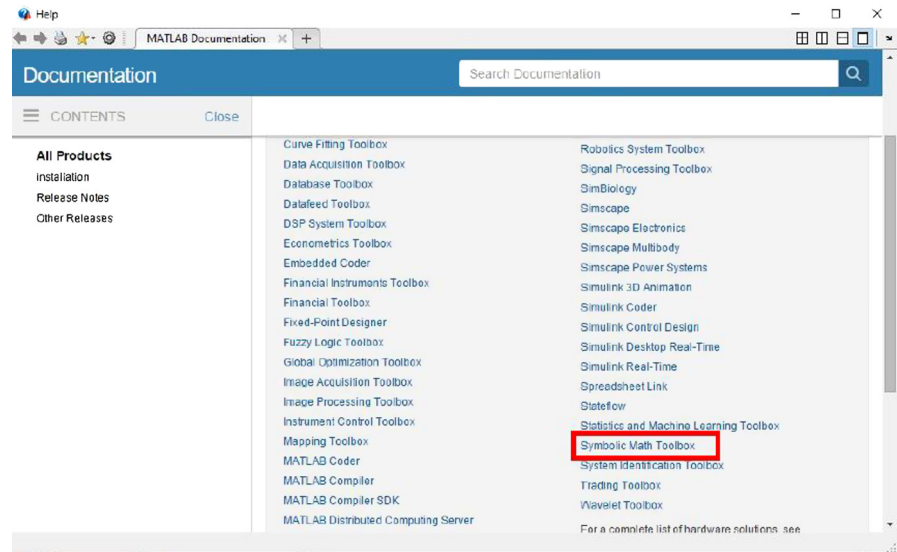 Help
MATLAB Documentation
Documentation
Search Documentation
CONTENTS
Close
All Products
Installation
Release Notes
Other Releases
Curve Fitting Toolbox
Data Acquisition Toolbox
Database Toolbox
Datafeed Toolbox
DSP System Toolbox
Econometrics Toolbox
Embedded Coder
Financial Instruments Toolbox
Financial Toolbox
Fixed-Point Designer
Fuzzy Logic Toolbox
Global Optimization Toolbox
Image Acquisition Toolbox
Image Processing Toolbox
Instrument Control Toolbox
Mapping Toolbox
MATLAB Coder
MATLAB Compiler
MATLAB Compiler SDK
MATLAB Distributed Computing Server
Robotics System Toolbox
Signal Processing Toolbox
SimBiology
Simscape
Simscape Electronics
Simscape Multibody
Simscape Power Systems
Simulink 3D Animation
Simulink Coder
Simulink Control Design
Simulink Desktop Real-Time
Simulink Real-Time
Spreadsheet Link
Stateflow
Statistics and Machine Learning Toolbox
Symbolic Math Toolbox
System Identification Toolbox
Trading Toolbox
Wavelet Toolbox
For a complete list of hardware solutions, see